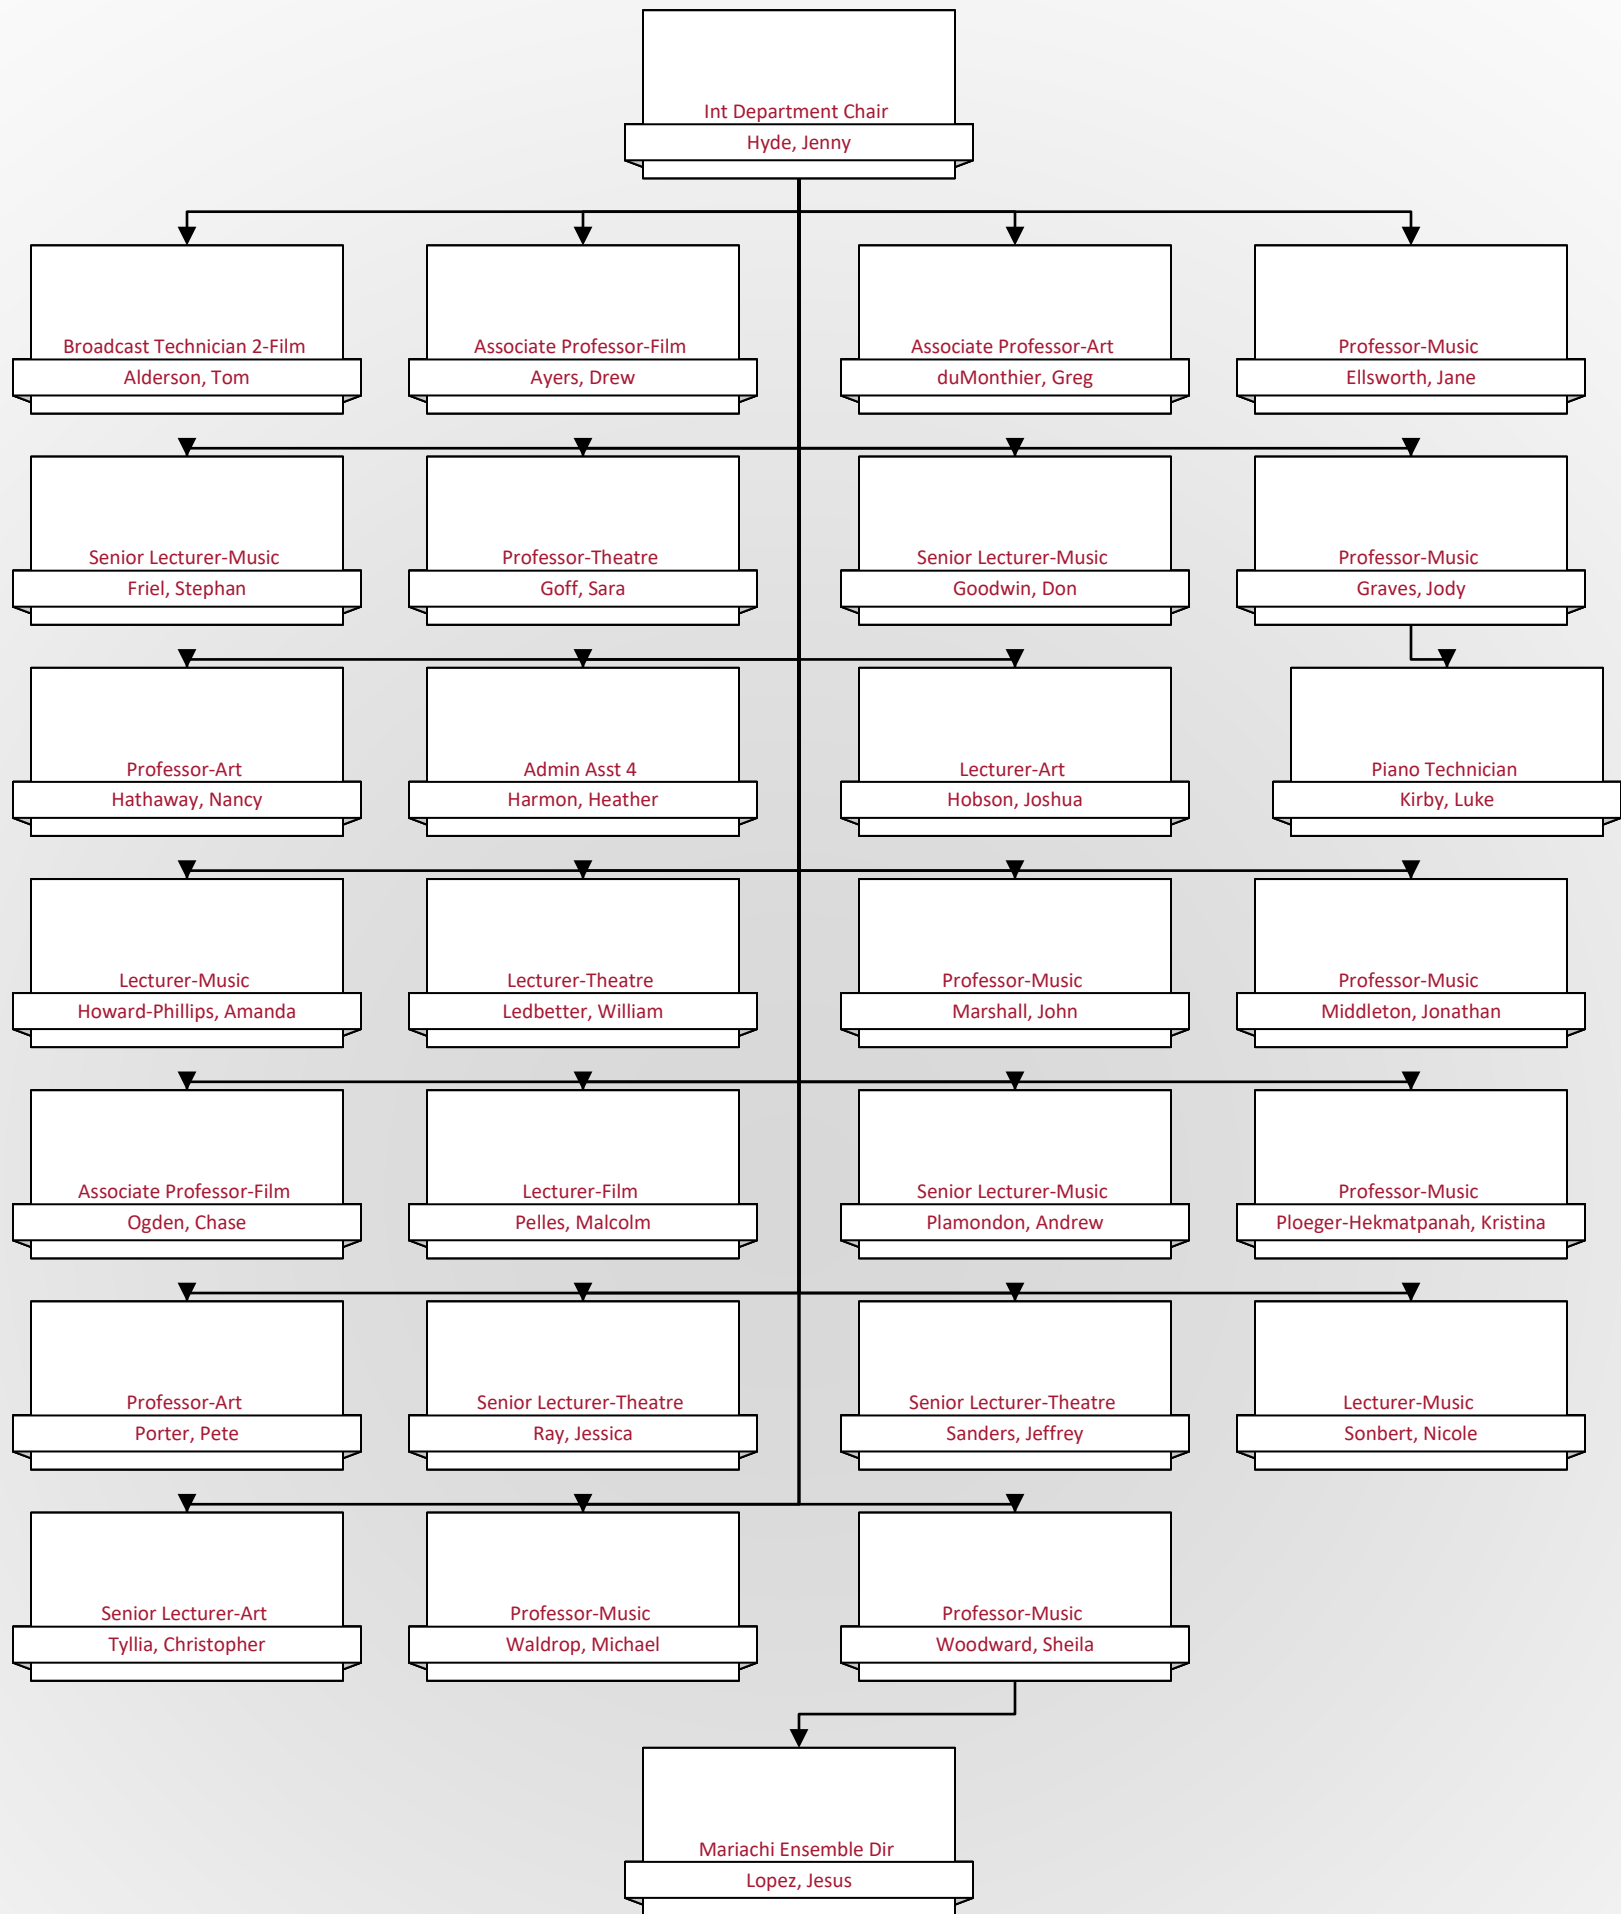 Int Department Chair
Hyde, Jenny
Broadcast Technician 2-Film
Alderson, Tom
Associate Professor-Film
Ayers, Drew
Associate Professor-Art
duMonthier, Greg
Professor-Music
Ellsworth, Jane
Senior Lecturer-Music
Friel, Stephan
Professor-Theatre
Goff, Sara
Senior Lecturer-Music
Goodwin, Don
Professor-Music
Graves, Jody
Professor-Art
Hathaway, Nancy
Admin Asst 4
Harmon, Heather
Lecturer-Art
Hobson, Joshua
Piano Technician
Kirby, Luke
Lecturer-Music
Howard-Phillips, Amanda
Lecturer-Theatre
Ledbetter, William
Professor-Music
Marshall, John
Professor-Music
Middleton, Jonathan
Associate Professor-Film
Ogden, Chase
Lecturer-Film
Pelles, Malcolm
Senior Lecturer-Music
Plamondon, Andrew
Professor-Music
Ploeger-Hekmatpanah, Kristina
Professor-Art
Porter, Pete
Senior Lecturer-Theatre
Ray, Jessica
Senior Lecturer-Theatre
Sanders, Jeffrey
Lecturer-Music
Sonbert, Nicole
Senior Lecturer-Art
Tyllia, Christopher
Professor-Music
Waldrop, Michael
Professor-Music
Woodward, Sheila
Mariachi Ensemble Dir
Lopez, Jesus